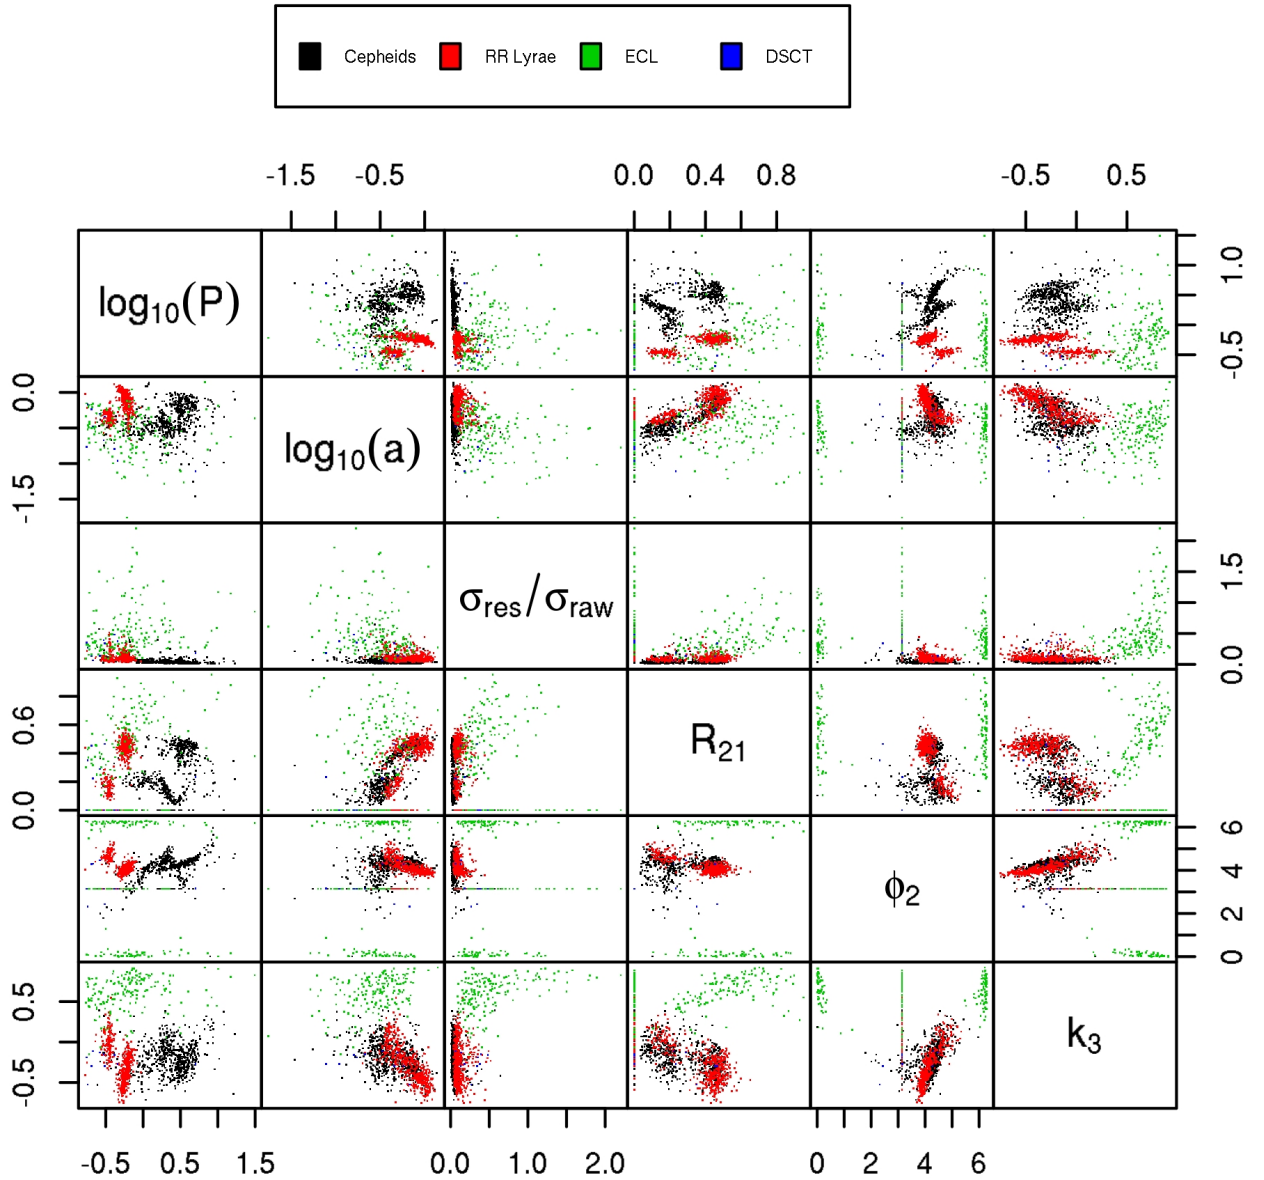 Cepheids RR Lyrae ECL DSCT
-1.5 -0.5 0.0 0.4 0.8 -0.5 0.5
log₁₀(P)
-0.5 1.0
-1.5 0.0
log₁₀(a)
σres/σraw
0.0 1.5
0.0 0.6
R₂₁
ϕ₂
0 2 4 6
-0.5 0.5
k₃
-0.5 0.5 1.5 0.0 1.0 2.0 0 2 4 6